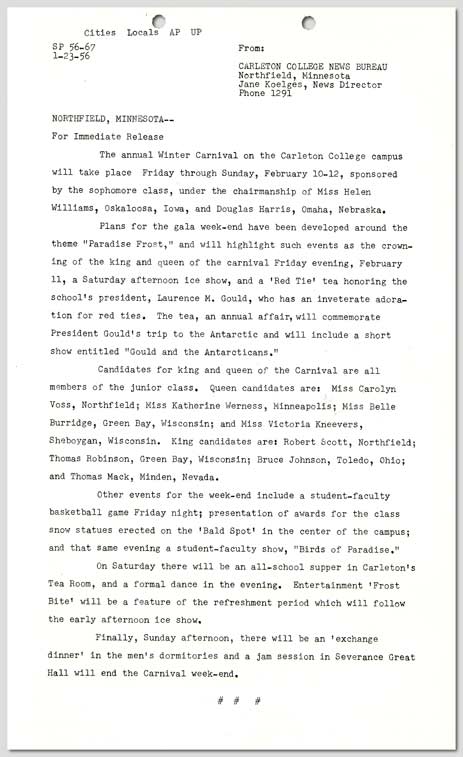 Cities Locals AP UP
SP 56-67
1-23-56
From:
CARLETON COLLEGE NEWS BUREAU
Northfield, Minnesota
Jane Koelges, News Director
Phone 1291
NORTHFIELD, MINNESOTA--
For Immediate Release
The annual Winter Carnival on the Carleton College campus
will take place Friday through Sunday, February 10-12, sponsored
by the sophomore class, under the chairmanship of Miss Helen
Williams, Oskaloosa, Iowa, and Douglas Harris, Omaha, Nebraska.
Plans for the gala week-end have been developed around the
theme "Paradise Frost," and will highlight such events as the crown-
ing of the king and queen of the carnival Friday evening, February
11, a Saturday afternoon ice show, and a 'Red Tie' tea honoring the
school's president, Laurence M. Gould, who has an inveterate adora-
tion for red ties. The tea, an annual affair, will commemorate
President Gould's trip to the Antarctic and will include a short
show entitled "Gould and the Antarcticans."
Candidates for king and queen of the Carnival are all
members of the junior class. Queen candidates are: Miss Carolyn
Voss, Northfield; Miss Katherine Werness, Minneapolis; Miss Belle
Burridge, Green Bay, Wisconsin; and Miss Victoria Kneevers,
Sheboygan, Wisconsin. King candidates are: Robert Scott, Northfield;
Thomas Robinson, Green Bay, Wisconsin; Bruce Johnson, Toledo, Ohio;
and Thomas Mack, Minden, Nevada.
Other events for the week-end include a student-faculty
basketball game Friday night; presentation of awards for the class
snow statues erected on the 'Bald Spot' in the center of the campus;
and that same evening a student-faculty show, "Birds of Paradise."
On Saturday there will be an all-school supper in Carleton's
Tea Room, and a formal dance in the evening. Entertainment 'Frost
Bite' will be a feature of the refreshment period which will follow
the early afternoon ice show.
Finally, Sunday afternoon, there will be an 'exchange
dinner' in the men's dormitories and a jam session in Severance Great
Hall will end the Carnival week-end.
# # #